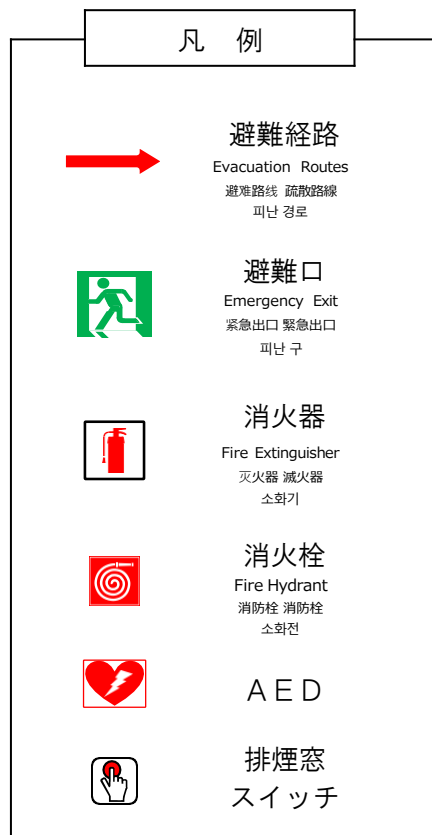 凡 例
避難経路
Evacuation Routes
避难路线 疏散路線
피난 경로
避難口
Emergency Exit
紧急出口 緊急出口
피난 구
消火器
Fire Extinguisher
灭火器 滅火器
소화기
消火栓
Fire Hydrant
消防栓 消防栓
소화전
ＡＥＤ
排煙窓
スイッチ